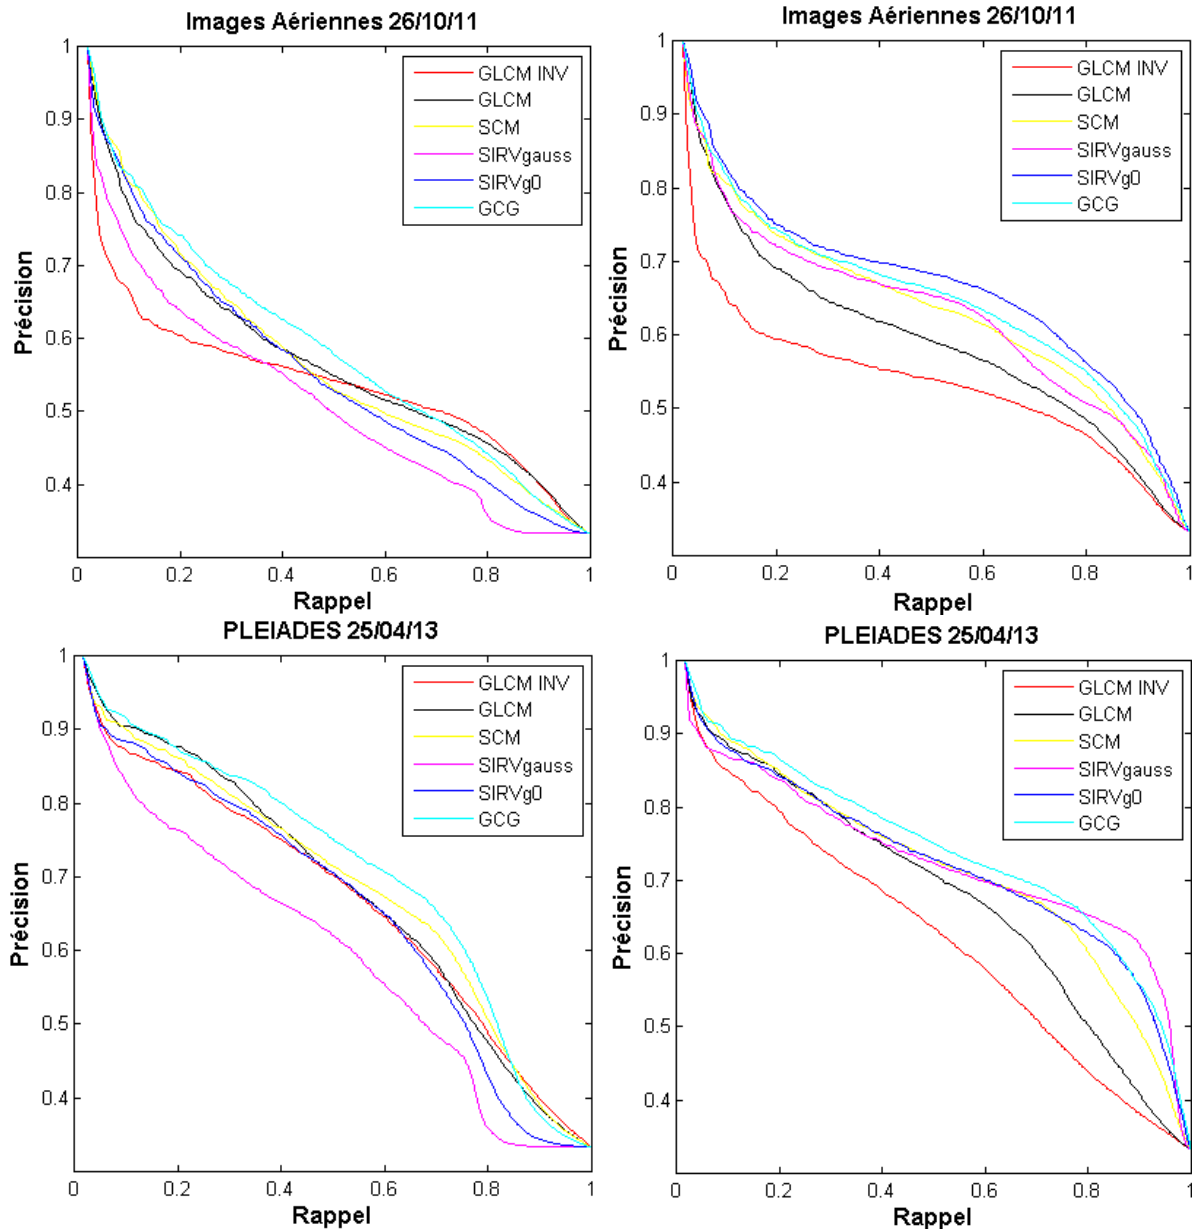 Images Aériennes 26/10/11
1
0.9
0.8
0.7
0.6
0.5
0.4
Précision
GLCM INV
GLCM
SCM
SIRVgauss
SIRVg0
GCG
0 0.2 0.4 0.6 0.8 1
Rappel
Images Aériennes 26/10/11
1
0.9
0.8
0.7
0.6
0.5
0.4
Précision
GLCM INV
GLCM
SCM
SIRVgauss
SIRVg0
GCG
0 0.2 0.4 0.6 0.8 1
Rappel
PLEIADES 25/04/13
1
0.9
0.8
0.7
0.6
0.5
0.4
Précision
GLCM INV
GLCM
SCM
SIRVgauss
SIRVg0
GCG
0 0.2 0.4 0.6 0.8 1
Rappel
PLEIADES 25/04/13
1
0.9
0.8
0.7
0.6
0.5
0.4
Précision
GLCM INV
GLCM
SCM
SIRVgauss
SIRVg0
GCG
0 0.2 0.4 0.6 0.8 1
Rappel